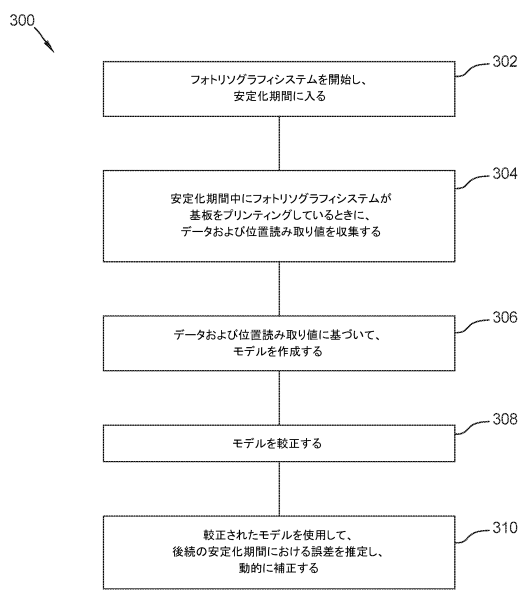 300
302
フォトリソグラフィシステムを開始し、
安定化期間に入る
304
安定化期間中にフォトリソグラフィシステムが
基板をプリンティングしているときに、
データおよび位置読み取り値を収集する
306
データおよび位置読み取り値に基づいて、
モデルを作成する
308
モデルを較正する
310
較正されたモデルを使用して、
後続の安定化期間における誤差を推定し、
動的に補正する